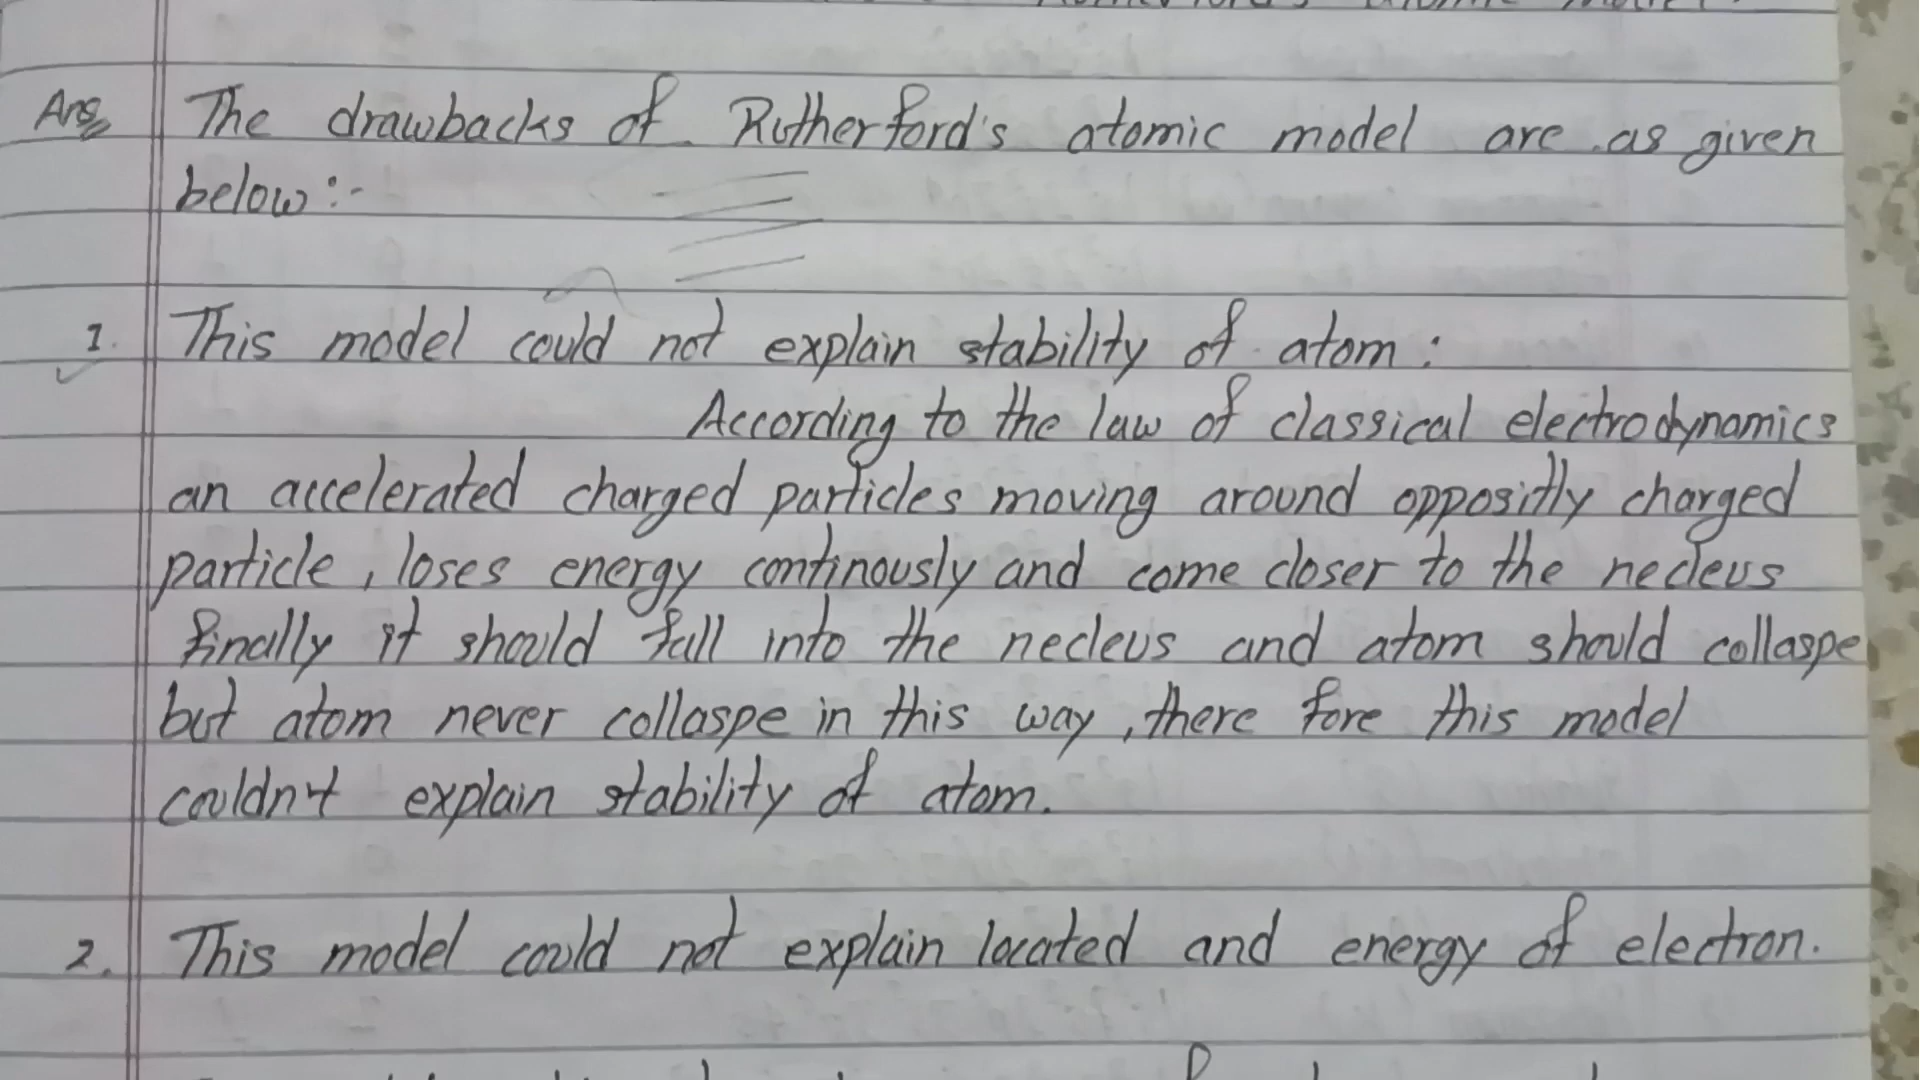 Ans The drawbacks of Rutherford's atomic model are as given
below:-
1. This model could not explain stability of atom:
According to the law of classical electrodynamics
an accelerated charged particles moving around oppositly charged
particle, loses energy continously and come closer to the necleus
finally it should fall into the necleus and atom should collaspe
but atom never collaspe in this way, there fore this model
couldn't explain stability of atom.
2. This model could not explain located and energy of electron.